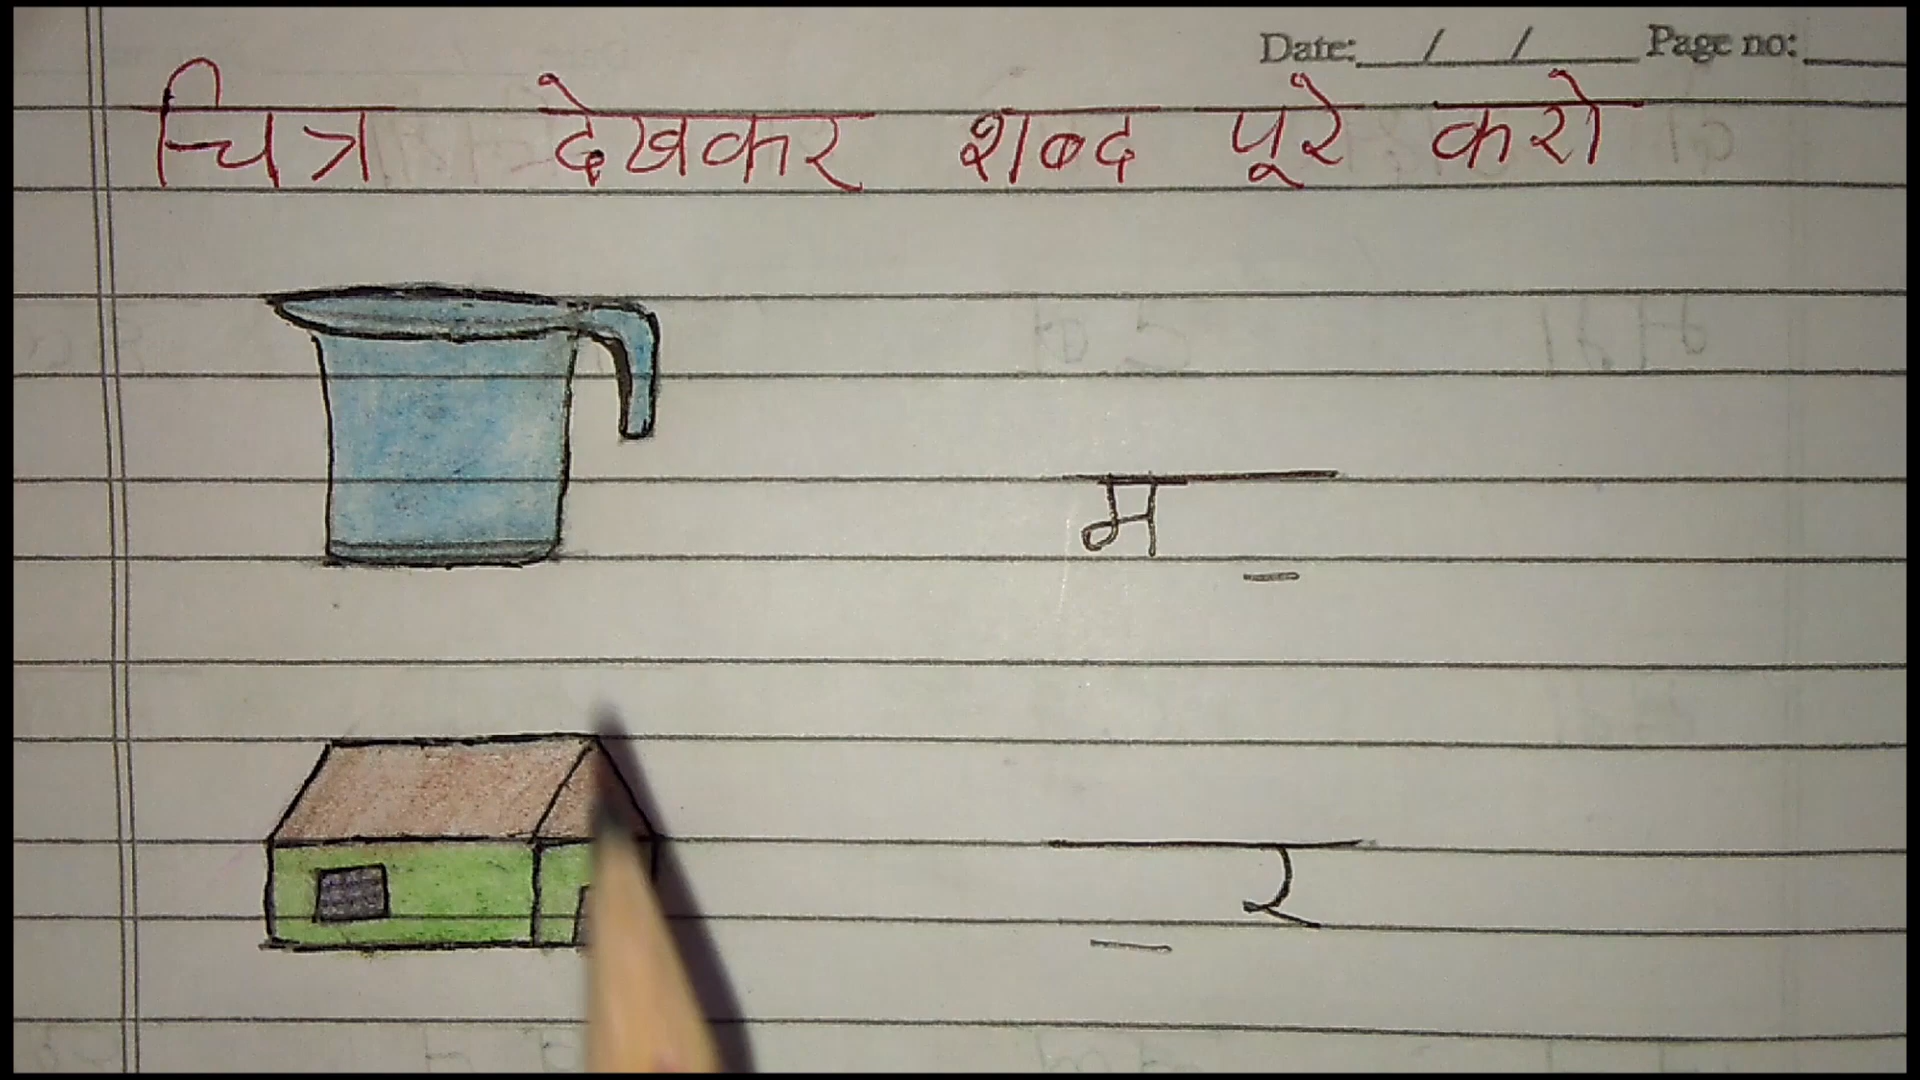 Date: / / Page no:
चित्र देखकर शब्द पूरे करो
म _
_ र